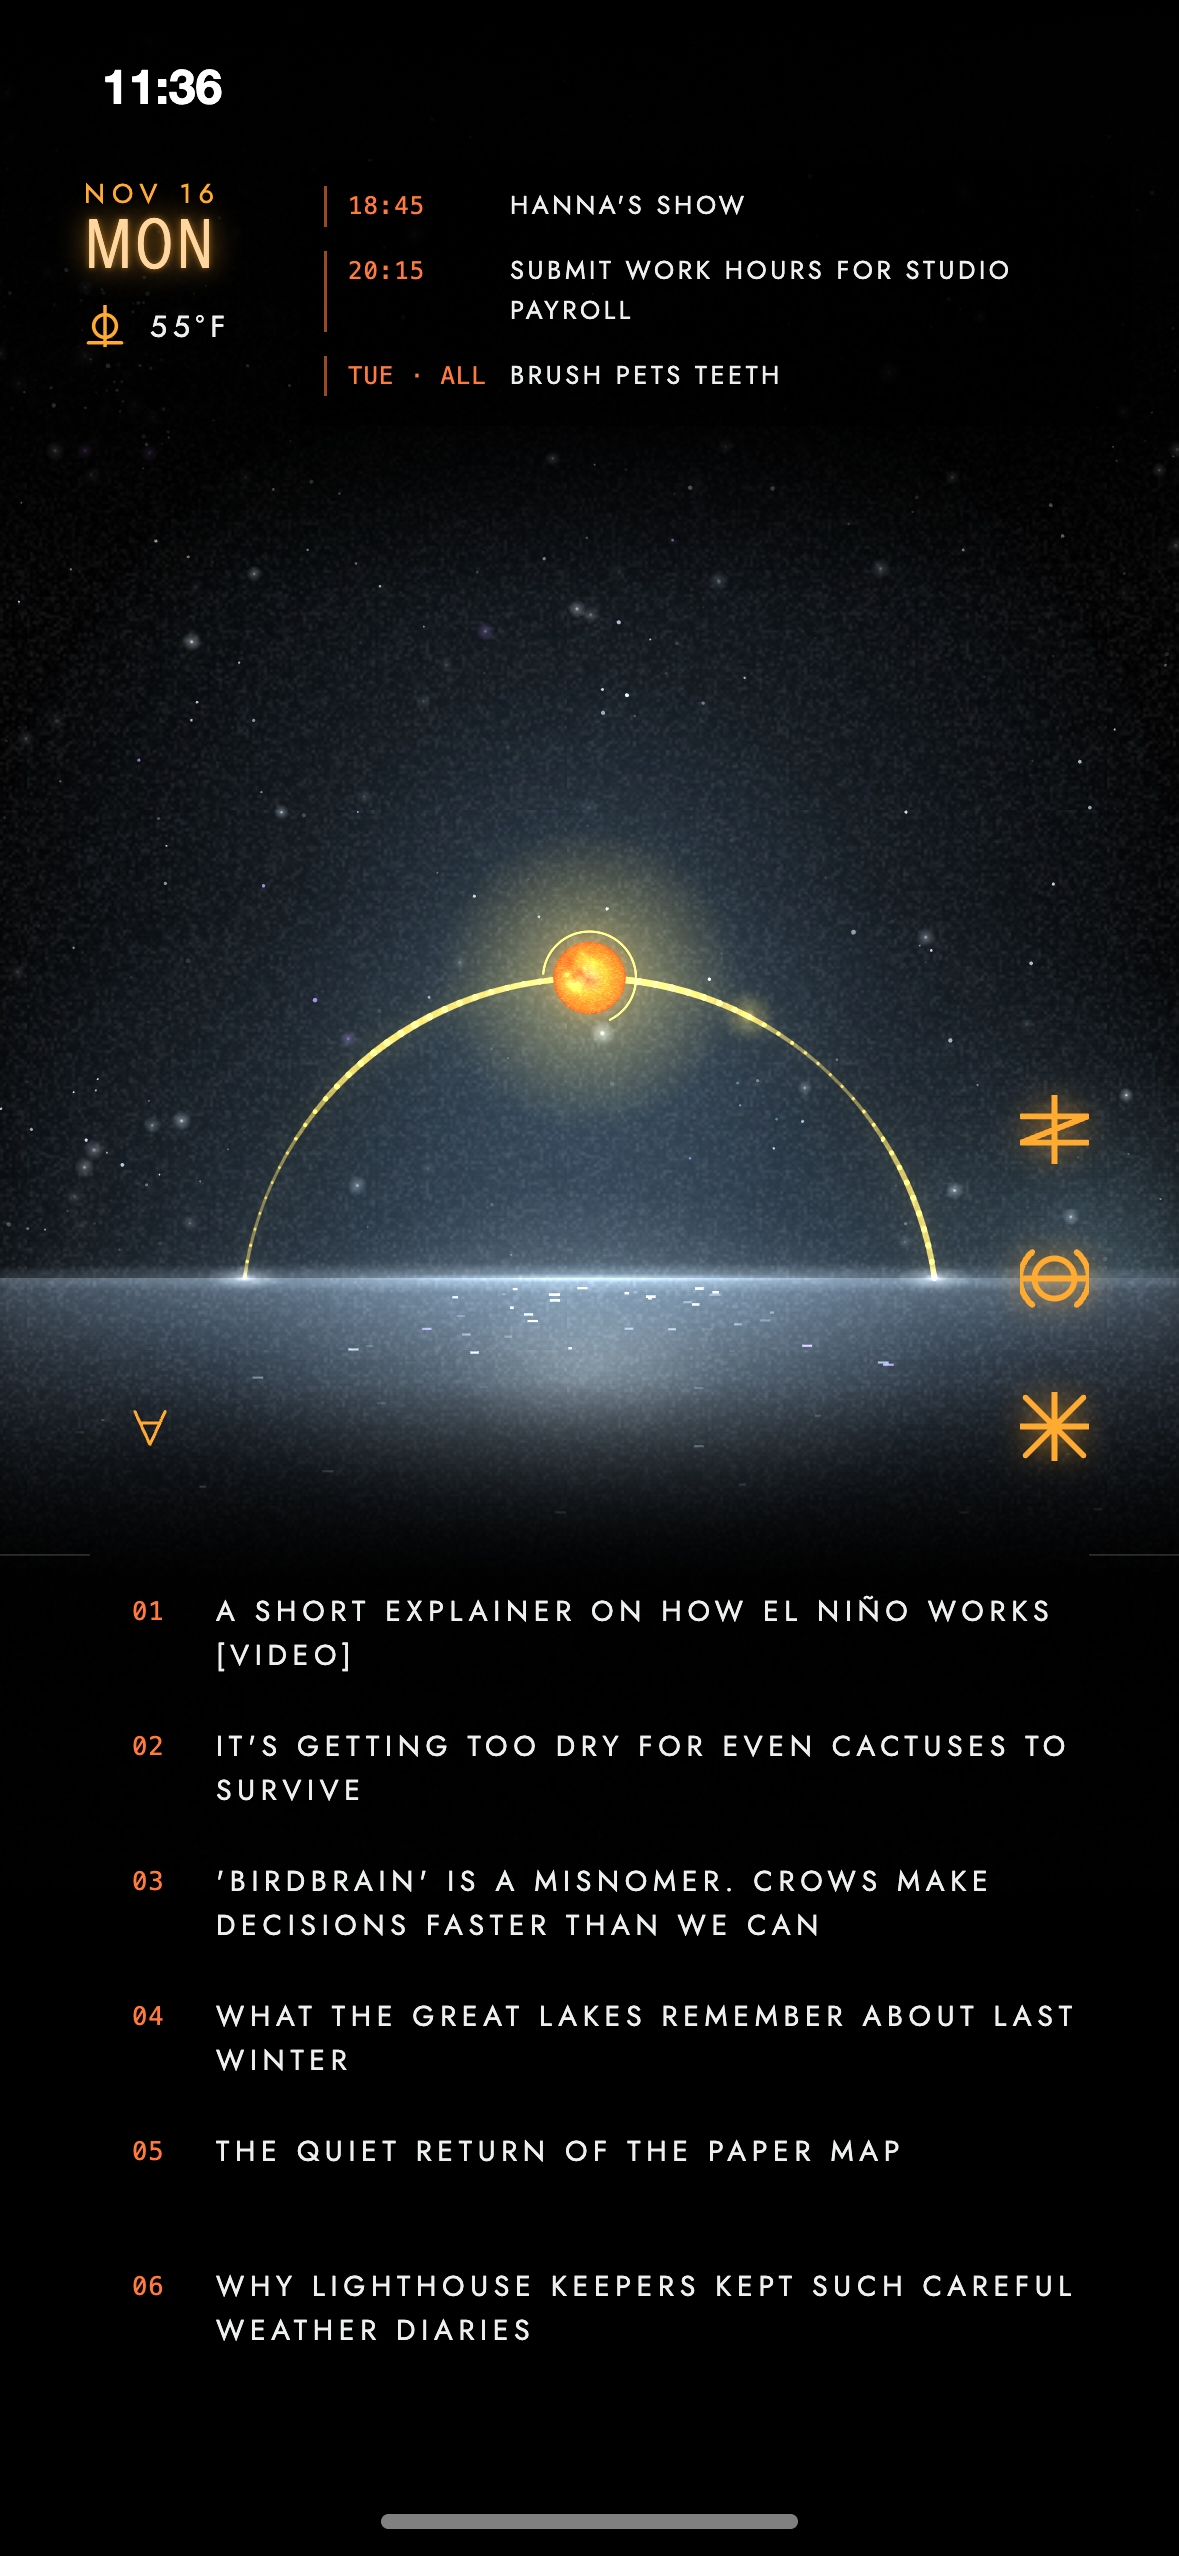 11:36
NOV 16
MON
55°F
18:45 HANNA'S SHOW
20:15 SUBMIT WORK HOURS FOR STUDIO
PAYROLL
TUE · ALL BRUSH PETS TEETH
01 A SHORT EXPLAINER ON HOW EL NIÑO WORKS
[VIDEO]
02 IT'S GETTING TOO DRY FOR EVEN CACTUSES TO
SURVIVE
03 'BIRDBRAIN' IS A MISNOMER. CROWS MAKE
DECISIONS FASTER THAN WE CAN
04 WHAT THE GREAT LAKES REMEMBER ABOUT LAST
WINTER
05 THE QUIET RETURN OF THE PAPER MAP
06 WHY LIGHTHOUSE KEEPERS KEPT SUCH CAREFUL
WEATHER DIARIES